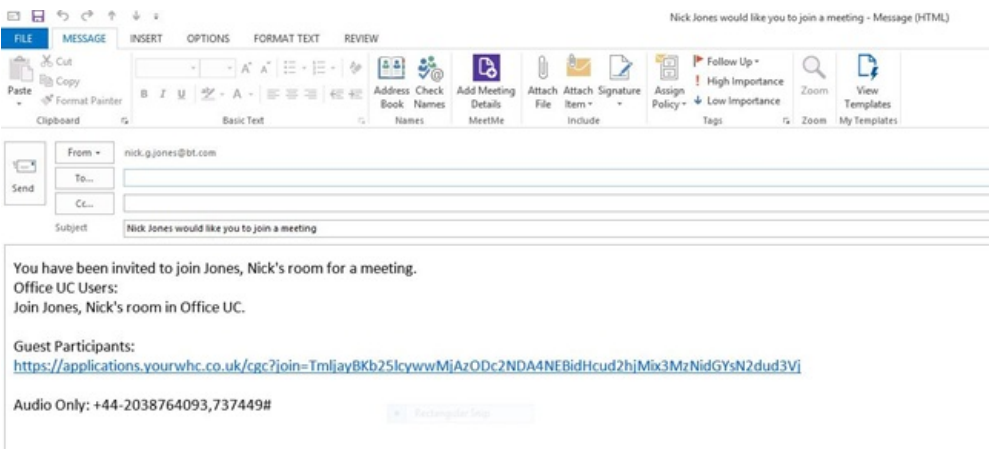 Nick Jones would like you to join a meeting - Message (HTML)
FILE MESSAGE INSERT OPTIONS FORMAT TEXT REVIEW
Cut
Copy
Format Painter
Paste
Clipboard
A A
B I U A
Basic Text
Address Book
Check Names
Names
Add Meeting Details
MeetMe
Attach File
Attach Item
Signature
Include
Assign Policy
Follow Up
High Importance
Low Importance
Tags
Zoom
Zoom
View Templates
My Templates
Send
From nick.g.jones@bt.com
To...
Cc...
Subject Nick Jones would like you to join a meeting
You have been invited to join Jones, Nick's room for a meeting.
Office UC Users:
Join Jones, Nick's room in Office UC.
Guest Participants:
https://applications.yourwhc.co.uk/cgc?join=TmljayBKb25lcywwMjAzODc2NDA4NEBidHcud2hjMix3MzNidGYsN2dud3Vj
Audio Only: +44-2038764093,737449#
Rectangular Snip